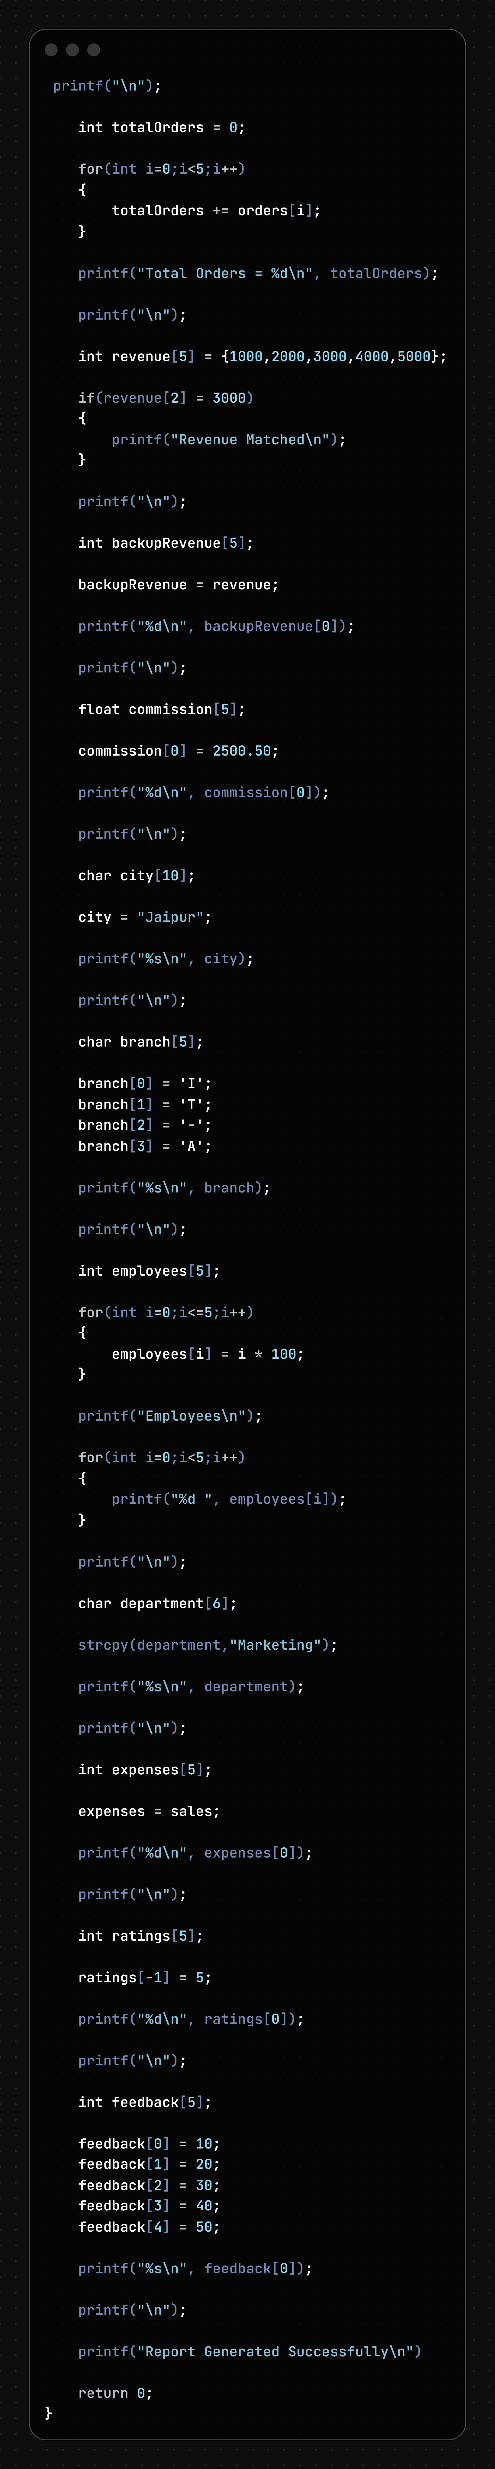 printf("\n");
int totalOrders = 0;
for(int i=0;i<5;i++)
{
totalOrders += orders[i];
}
printf("Total Orders = %d\n", totalOrders);
printf("\n");
int revenue[5] = {1000,2000,3000,4000,5000};
if(revenue[2] = 3000)
{
printf("Revenue Matched\n");
}
printf("\n");
int backupRevenue[5];
backupRevenue = revenue;
printf("%d\n", backupRevenue[0]);
printf("\n");
float commission[5];
commission[0] = 2500.50;
printf("%d\n", commission[0]);
printf("\n");
char city[10];
city = "Jaipur";
printf("%s\n", city);
printf("\n");
char branch[5];
branch[0] = 'I';
branch[1] = 'T';
branch[2] = '-';
branch[3] = 'A';
printf("%s\n", branch);
printf("\n");
int employees[5];
for(int i=0;i<=5;i++)
{
employees[i] = i * 100;
}
printf("Employees\n");
for(int i=0;i<5;i++)
{
printf("%d ", employees[i]);
}
printf("\n");
char department[6];
strcpy(department,"Marketing");
printf("%s\n", department);
printf("\n");
int expenses[5];
expenses = sales;
printf("%d\n", expenses[0]);
printf("\n");
int ratings[5];
ratings[-1] = 5;
printf("%d\n", ratings[0]);
printf("\n");
int feedback[5];
feedback[0] = 10;
feedback[1] = 20;
feedback[2] = 30;
feedback[3] = 40;
feedback[4] = 50;
printf("%s\n", feedback[0]);
printf("\n");
printf("Report Generated Successfully\n")
return 0;
}